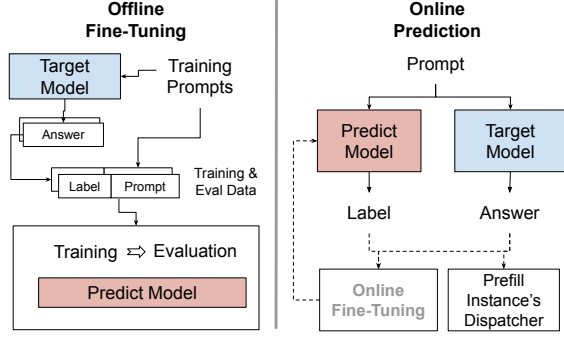 Offline
Fine-Tuning
Target
Model
Training
Prompts
Answer
Label
Prompt
Training &
Eval Data
Training ⇨ Evaluation
Predict Model
Online
Prediction
Prompt
Predict
Model
Target
Model
Label
Answer
Online
Fine-Tuning
Prefill
Instance's
Dispatcher